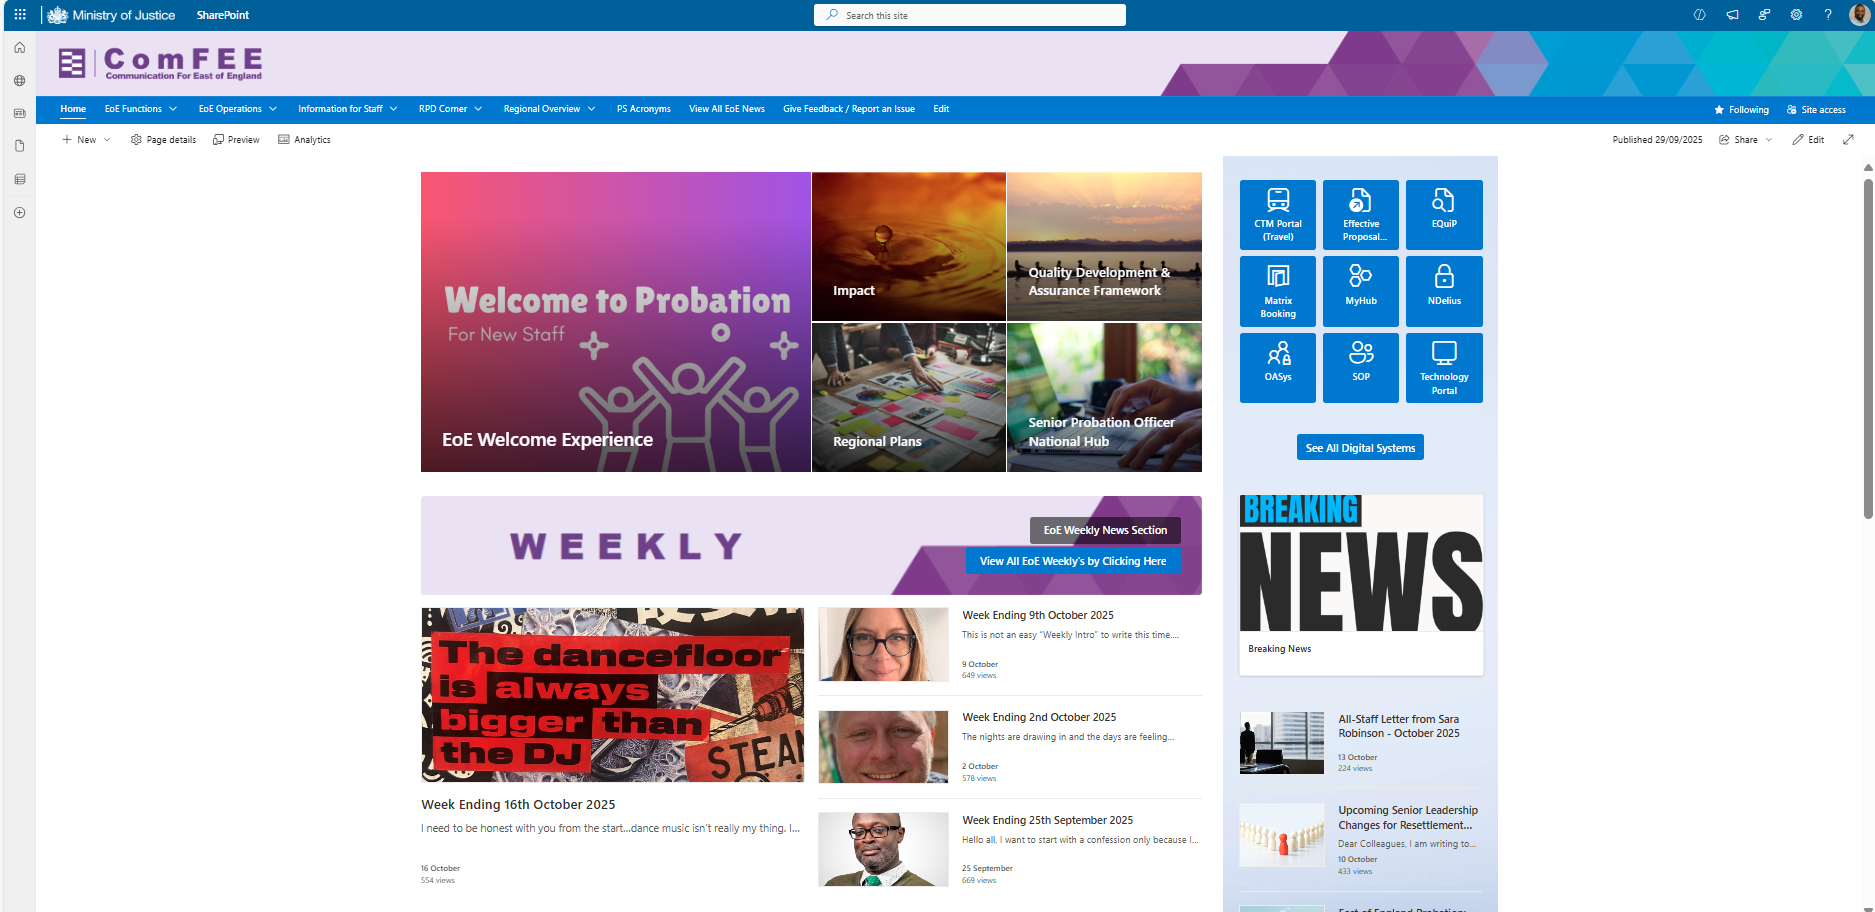 Ministry of Justice
SharePoint
Search this site
ComFEE
Communication For East of England
Home
EoE Functions
EoE Operations
Information for Staff
RPD Corner
Regional Overview
PS Acronyms
View All EoE News
Give Feedback / Report an Issue
Edit
Following
Site access
New
Page details
Preview
Analytics
Published 29/09/2025
Share
Edit
Welcome to Probation
For New Staff
EoE Welcome Experience
Impact
Quality Development &
Assurance Framework
Regional Plans
Senior Probation Officer
National Hub
CTM Portal
(Travel)
Effective
Proposal...
EQuiP
Matrix
Booking
MyHub
NDelius
OASys
SOP
Technology
Portal
See All Digital Systems
WEEKLY
EoE Weekly News Section
View All EoE Weekly's by Clicking Here
The dancefloor
is always
bigger than
the DJ
STEAM
Week Ending 16th October 2025
I need to be honest with you from the start...dance music isn't really my thing. I...
16 October
554 views
Week Ending 9th October 2025
This is not an easy "Weekly Intro" to write this time....
9 October
649 views
Week Ending 2nd October 2025
The nights are drawing in and the days are feeling...
2 October
578 views
Week Ending 25th September 2025
Hello all, I want to start with a confession only because I...
25 September
669 views
BREAKING
NEWS
Breaking News
All-Staff Letter from Sara
Robinson - October 2025
13 October
224 views
Upcoming Senior Leadership
Changes for Resettlement...
Dear Colleagues, I am writing to...
10 October
433 views
East of England Probation: